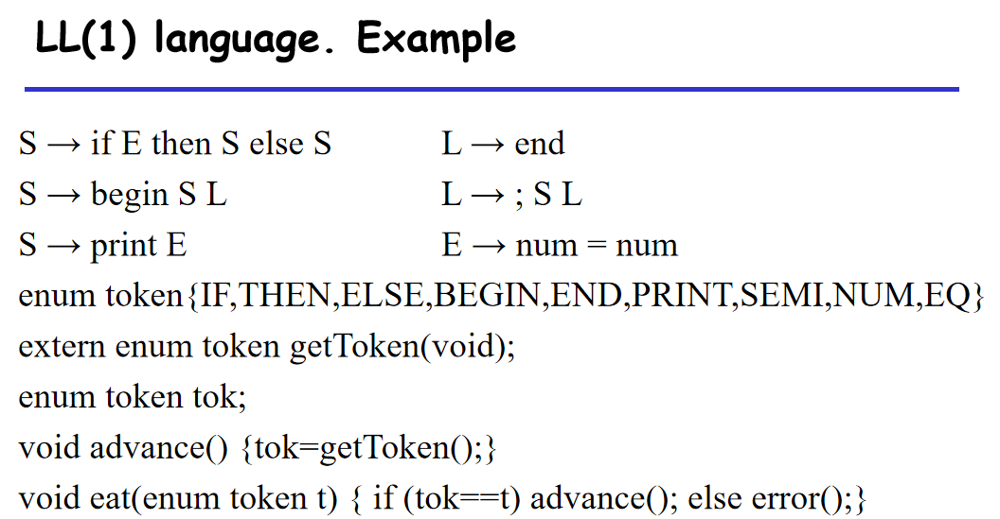 LL(1) language. Example
S → if E then S else S L → end
S → begin S L L → ; S L
S → print E E → num = num
enum token{IF,THEN,ELSE,BEGIN,END,PRINT,SEMI,NUM,EQ}
extern enum token getToken(void);
enum token tok;
void advance() {tok=getToken();}
void eat(enum token t) { if (tok==t) advance(); else error();}